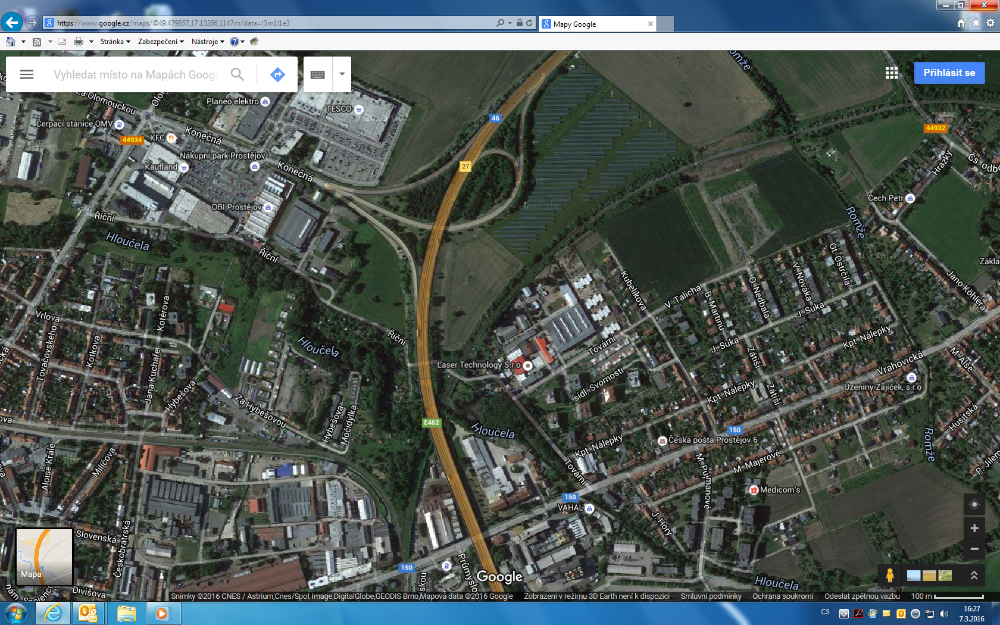 https://www.google.cz/maps/@49.479857,17.13266,1147m/data=!3m1!1e3
Mapy Google
Stránka
Zabezpečení
Nástroje
Vyhledat místo na Mapách Googl
Přihlásit se
Romže
Za Olomouckou
Planeo elektro
TESCO
46
Čerpací stanice OMV
44934
KFC
Konečná
44932
Nákupní park Prostějov
Kaufland
Konečná
27
Hrázky
Čs. odbo
OBI Prostějov
Čech Petr
Říční
Hloučela
Romže
Říční
Ot. Ostrčila
V. Nováka
Základ
Kubelíkova
V. Talicha
B. Martinů
O. Nedbala
J. Suka
Jano Köhlera
Vrlova
Kotěrova
Tovačovského
Kotkova
Jana Kuchaře
Hloučela
Říční
Tovární
J. Suka
Zátiší
Kpt. Nálepky
Laser Technology S.r.o
sídl. Svornosti
Vrahovická
M. Alše
Uzeniny Zajíček, s.r.o
Hybešova
Za Hybešovou
Hybešova
Močidýlka
Kpt. Nálepky
Zátiší
Husitská
E462
Hloučela
150
Česká pošta Prostějov 6
Kpt. Nálepky
Romže
Aloise Krále
Milíčova
Tovární
M. Pujmanové
M. Majerové
P. Jilem
Medicom's
150
VAHAL
J. Hory
Slovenská
Českobratrská
Mapa
150
Průmyslo
Google
Hloučela
Divišova
Snímky ©2016 CNES / Astrium,Cnes/Spot Image,DigitalGlobe,GEODIS Brno,Mapová data ©2016 Google
Zobrazení v režimu 3D Earth není k dispozici
Smluvní podmínky
Ochrana soukromí
Odeslat zpětnou vazbu
100 m
CS
16:27
7.3.2016